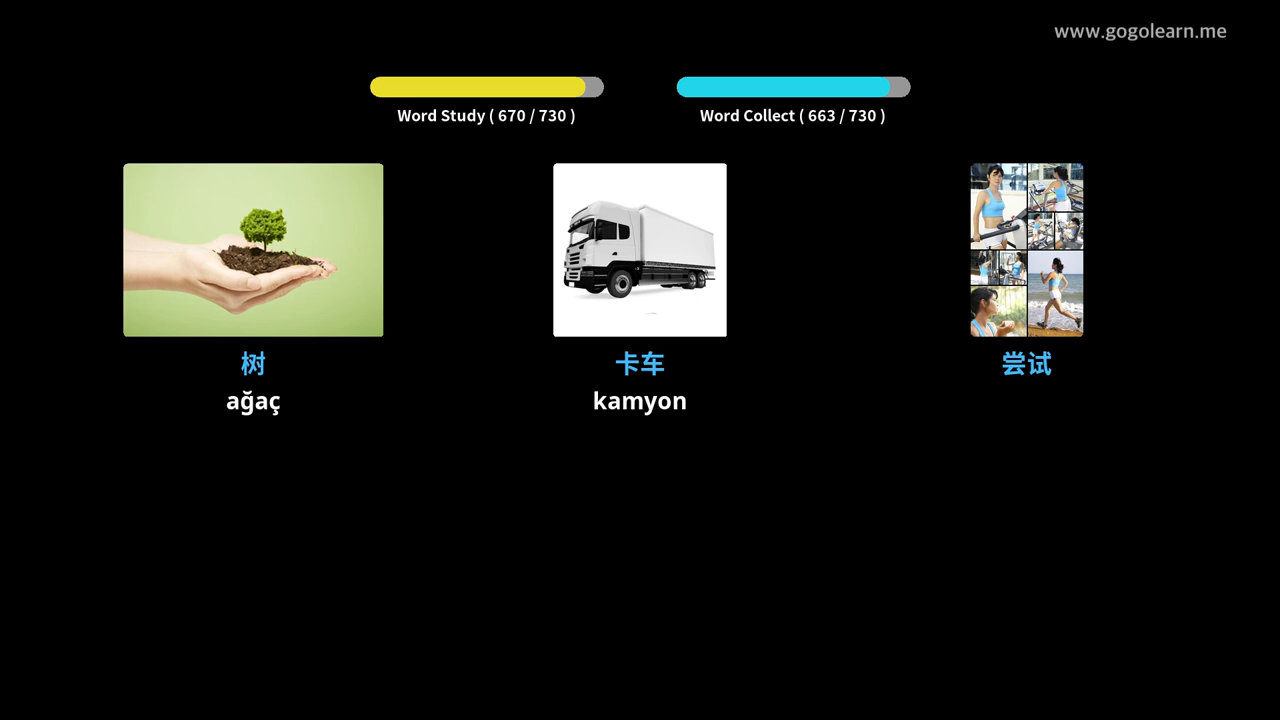 www.gogolearn.me
Word Study ( 670 / 730 )
Word Collect ( 663 / 730 )
树
卡车
尝试
ağaç
kamyon